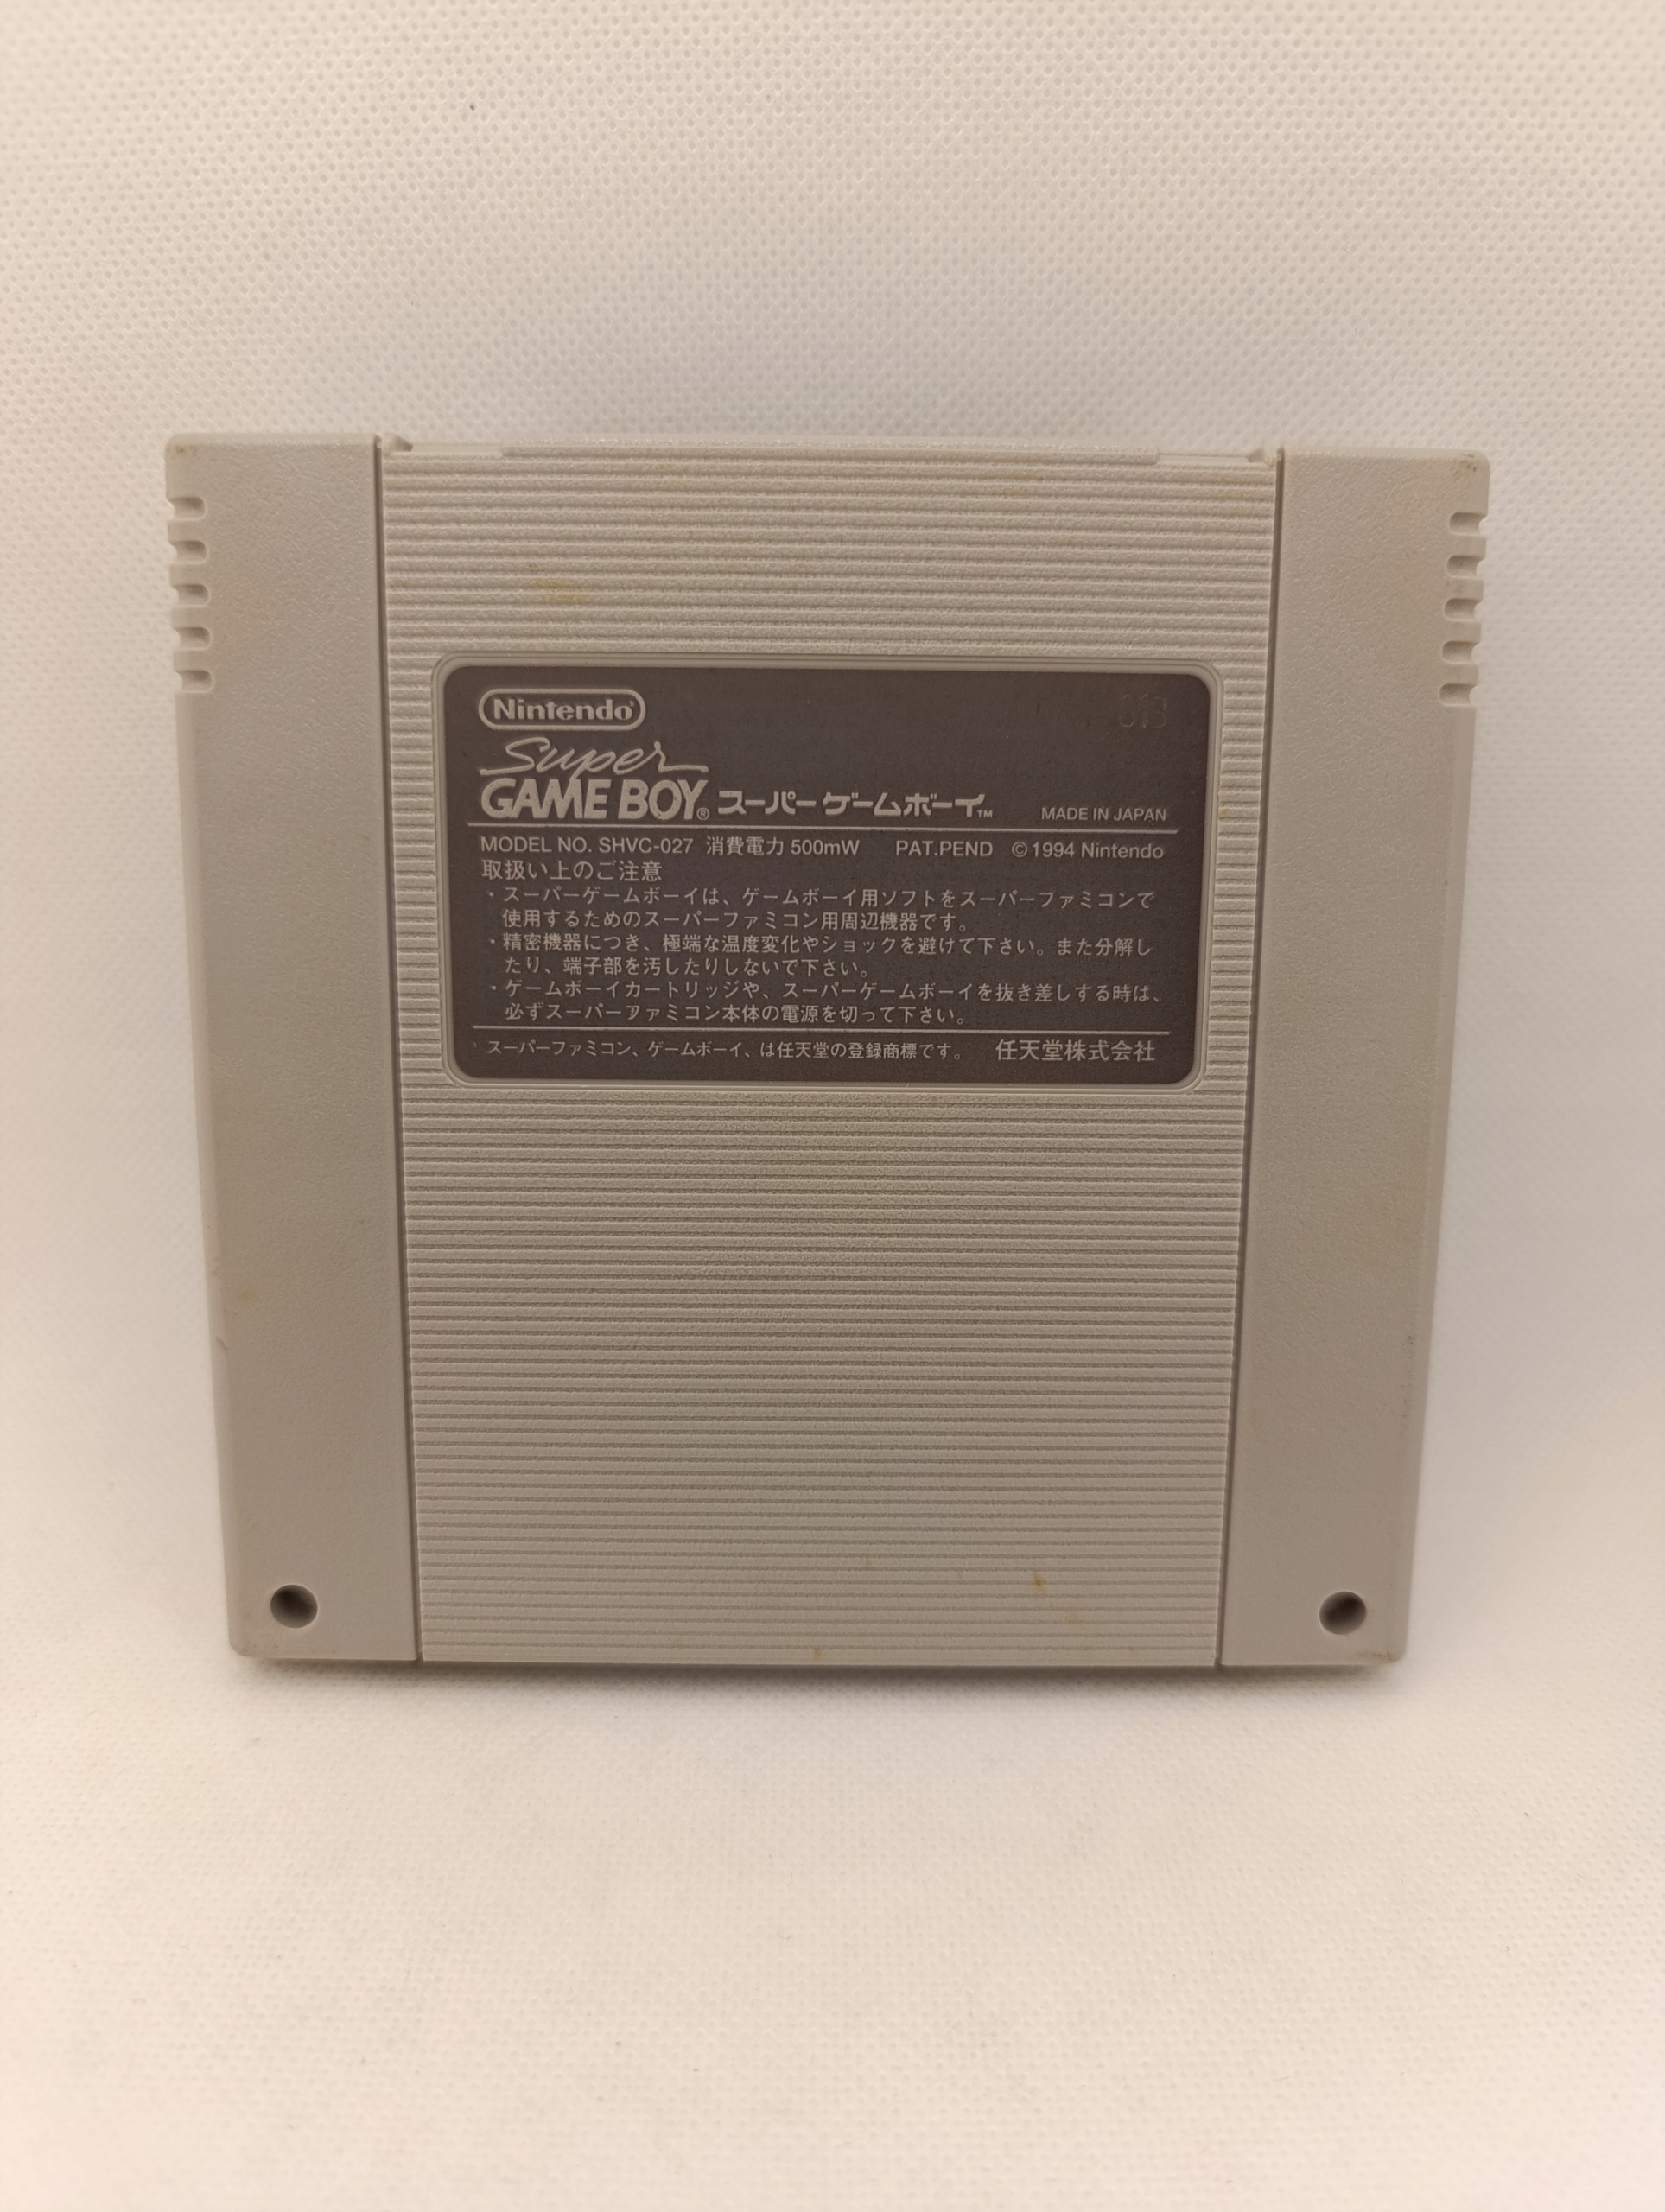 Nintendo®
Super
GAME BOY® スーパーゲームボーイ™ MADE IN JAPAN
MODEL NO. SHVC-027 消費電力 500mW PAT.PEND ©1994 Nintendo
取扱い上のご注意
・スーパーゲームボーイは、ゲームボーイ用ソフトをスーパーファミコンで
使用するためのスーパーファミコン用周辺機器です。
・精密機器につき、極端な温度変化やショックを避けて下さい。また分解し
たり、端子部を汚したりしないで下さい。
・ゲームボーイカートリッジや、スーパーゲームボーイを抜き差しする時は、
必ずスーパーファミコン本体の電源を切って下さい。
スーパーファミコン、ゲームボーイ、は任天堂の登録商標です。 任天堂株式会社